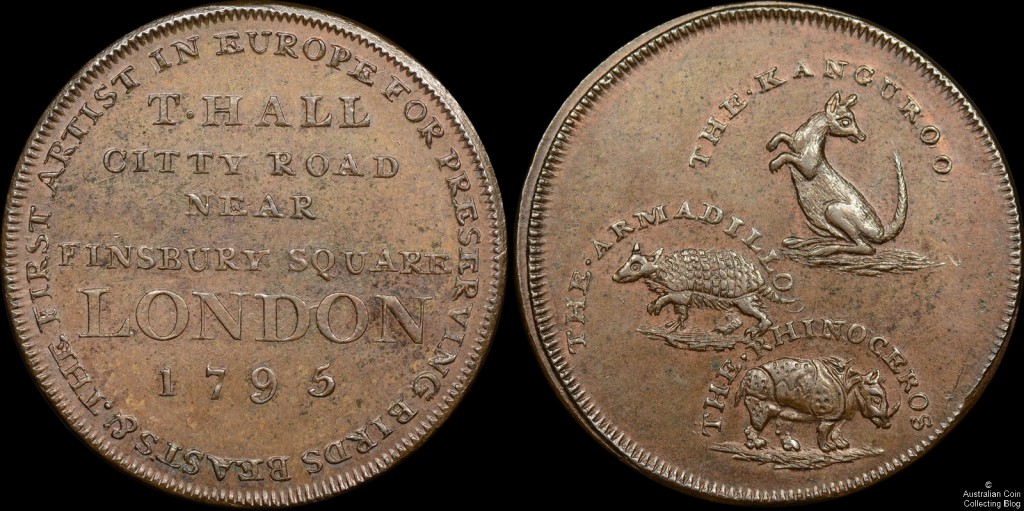 THE FIRST ARTIST IN EUROPE FOR PRESERVING BIRDS BEASTS &.
T·HALL
CITTY ROAD
NEAR
FINSBURY SQUARE
LONDON
1795
THE·KANGUROO
THE·ARMADILLO
THE·RHINOCEROS
©
Australian Coin
Collecting Blog